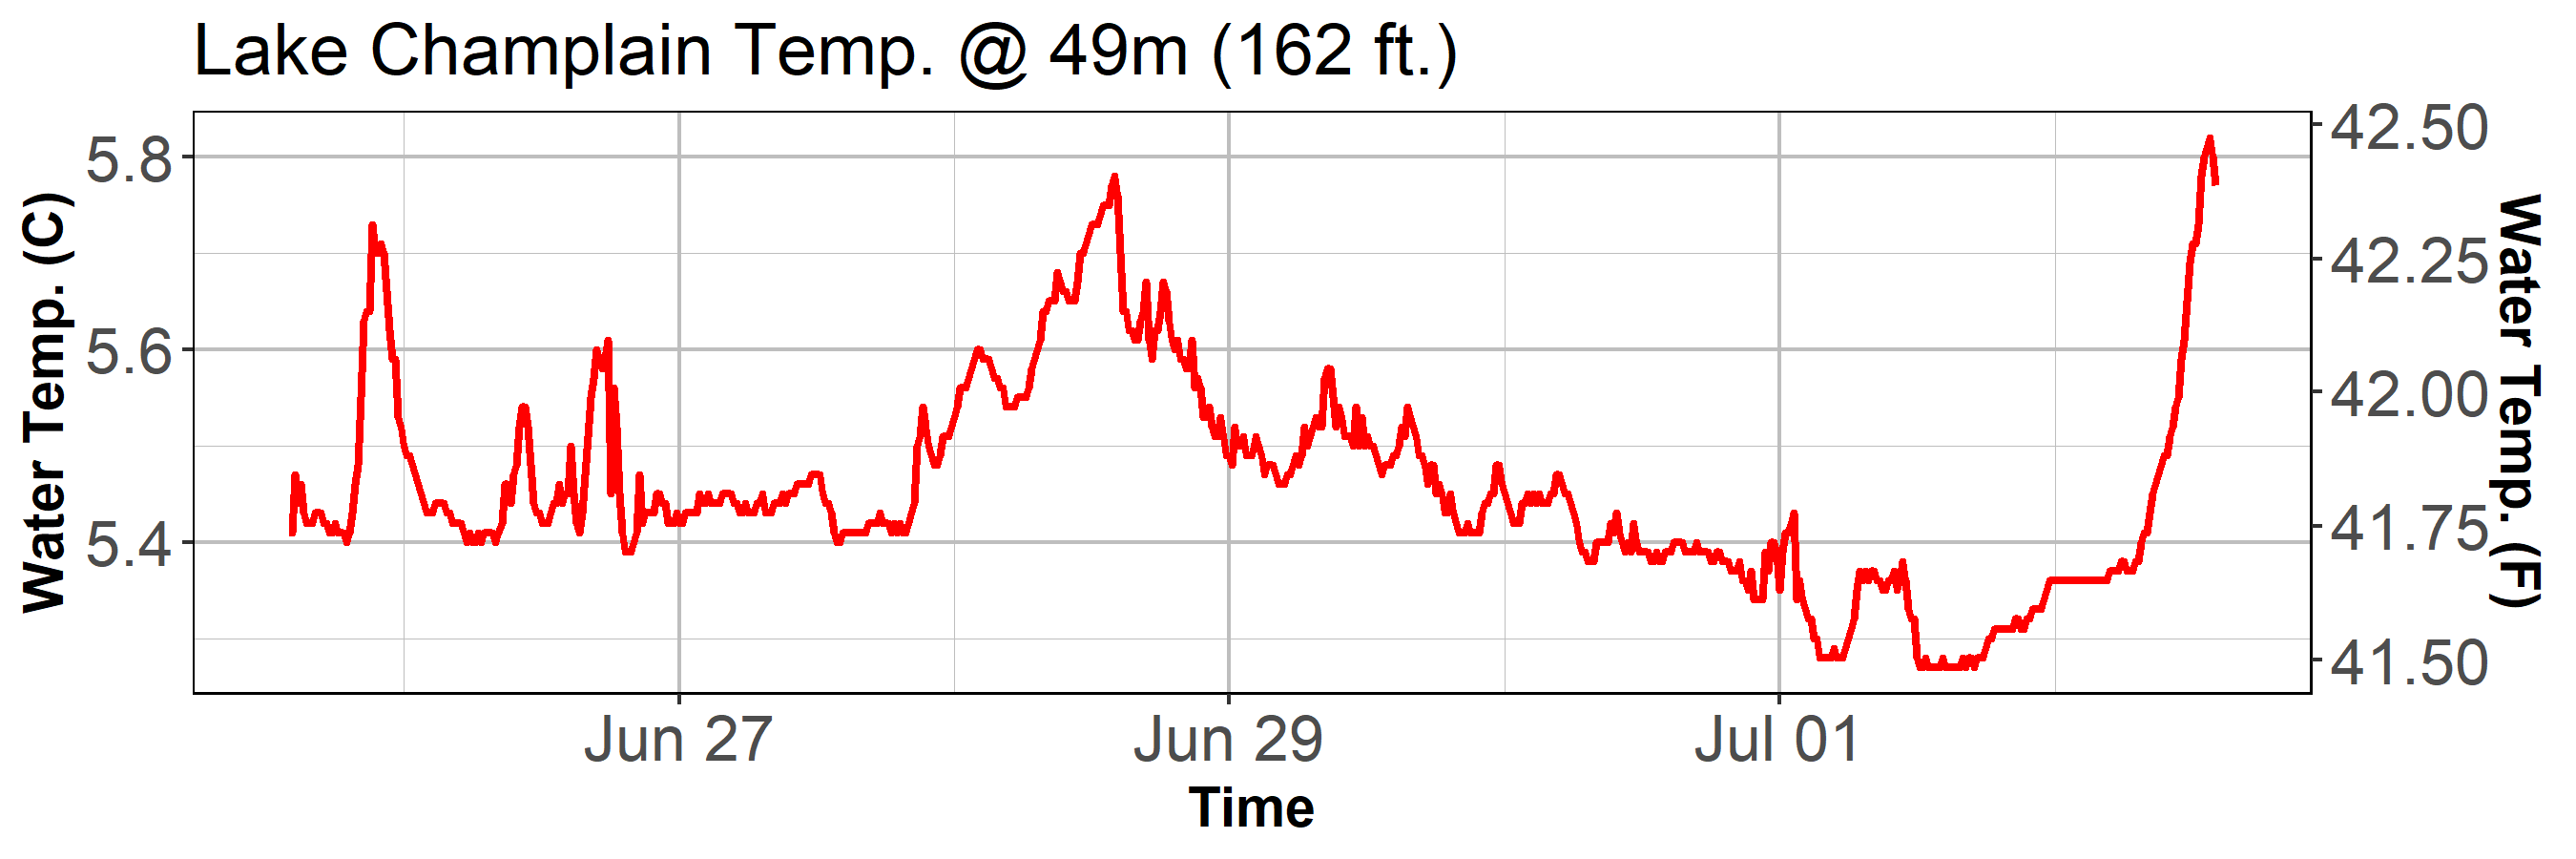 Lake Champlain Temp. @ 49m (162 ft.)
Water Temp. (C)
5.8
5.6
5.4
42.50
42.25
42.00
41.75
41.50
Water Temp. (F)
Jun 27
Jun 29
Jul 01
Time